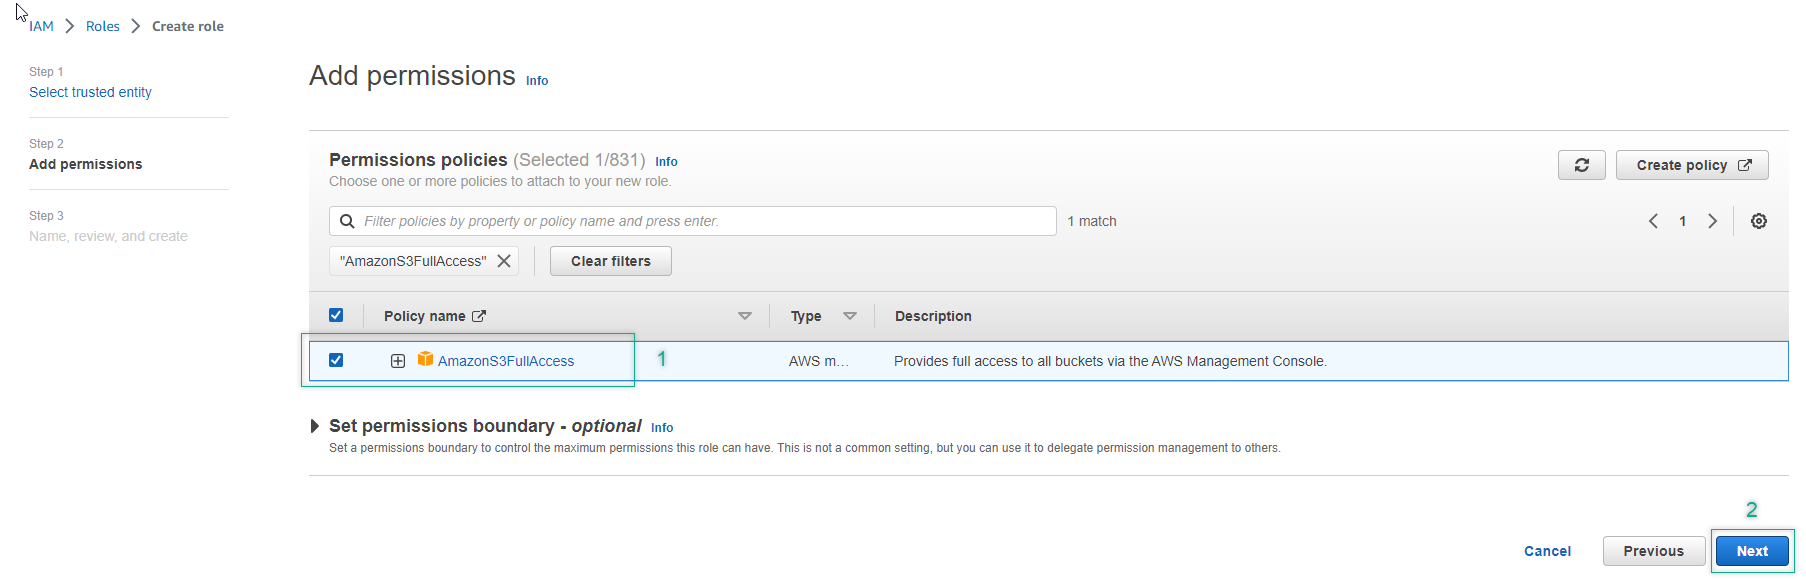 IAM Roles Create role
Step 1
Select trusted entity
Step 2
Add permissions
Step 3
Name, review, and create
Add permissions Info
Permissions policies (Selected 1/831) Info
Choose one or more policies to attach to your new role.
Create policy
Filter policies by property or policy name and press enter.
1 match
1
"AmazonS3FullAccess"
Clear filters
Policy name Type Description
AmazonS3FullAccess 1 AWS m... Provides full access to all buckets via the AWS Management Console.
Set permissions boundary - optional Info
Set a permissions boundary to control the maximum permissions this role can have. This is not a common setting, but you can use it to delegate permission management to others.
2
Cancel Previous Next